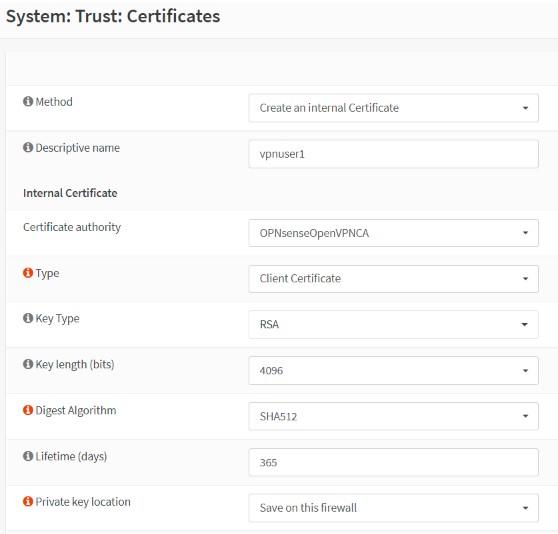 System: Trust: Certificates
Method
Create an internal Certificate
Descriptive name
vpnuser1
Internal Certificate
Certificate authority
OPNsenseOpenVPNCA
Type
Client Certificate
Key Type
RSA
Key length (bits)
4096
Digest Algorithm
SHA512
Lifetime (days)
365
Private key location
Save on this firewall